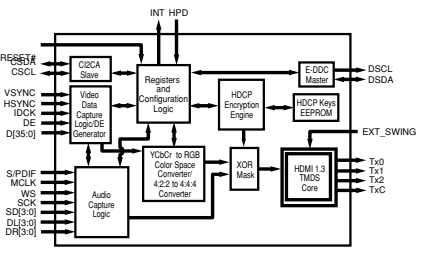 INT HPD
RESET#
CSDA
CSCL
CI2CA
Slave
Registers
and
Configuration
Logic
E-DDC
Master
DSCL
DSDA
VSYNC
HSYNC
IDCK
DE
D[35:0]
Video
Data
Capture
Logic/DE
Generator
HDCP
Encryption
Engine
HDCP Keys
EEPROM
EXT_SWING
YCbCr to RGB
Color Space
Converter/
4:2:2 to 4:4:4
Converter
XOR
Mask
HDMI 1.3
TMDS
Core
Tx0
Tx1
Tx2
TxC
S/PDIF
MCLK
WS
SCK
SD[3:0]
DL[3:0]
DR[3:0]
Audio
Capture
Logic